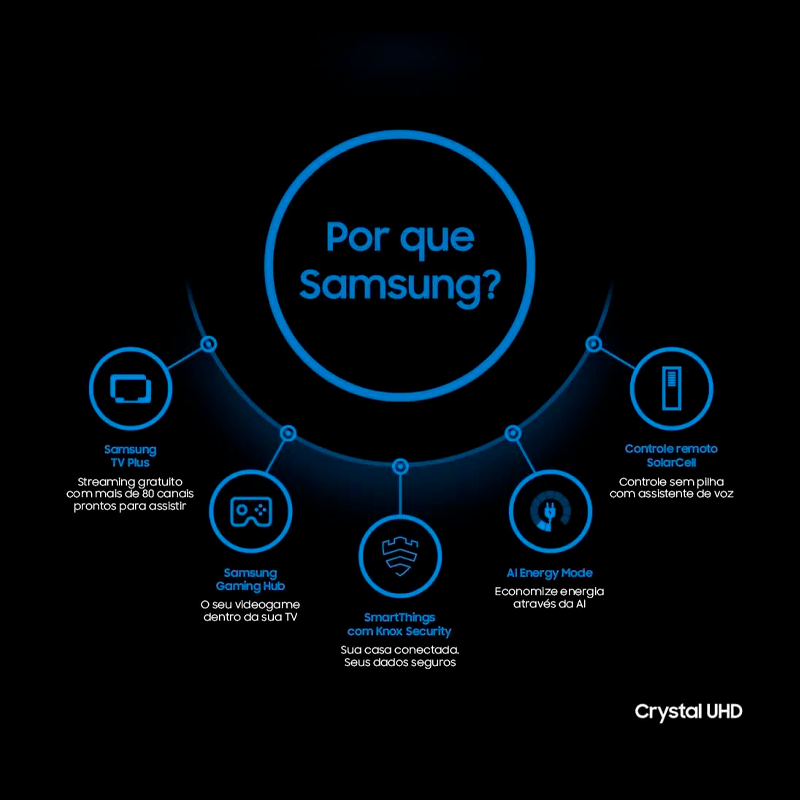 Por que
Samsung?
Samsung
TV Plus
Streaming gratuito
com mais de 80 canais
prontos para assistir
Samsung
Gaming Hub
O seu videogame
dentro da sua TV
SmartThings
com Knox Security
Sua casa conectada.
Seus dados seguros
AI Energy Mode
Economize energia
através da AI
Controle remoto
SolarCell
Controle sem pilha
com assistente de voz
Crystal UHD